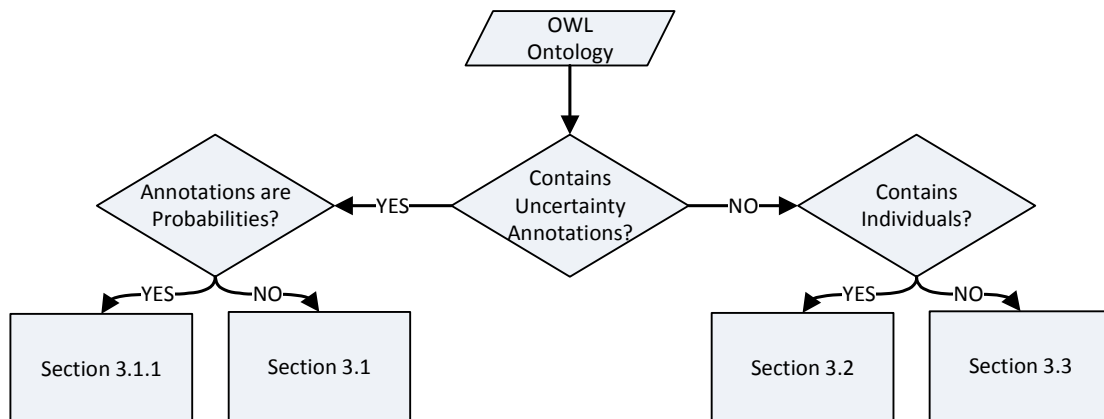 OWL
Ontology
Annotations are
Probabilities?
YES
Contains
Uncertainty
Annotations?
NO
Contains
Individuals?
YES
NO
YES
NO
Section 3.1.1
Section 3.1
Section 3.2
Section 3.3